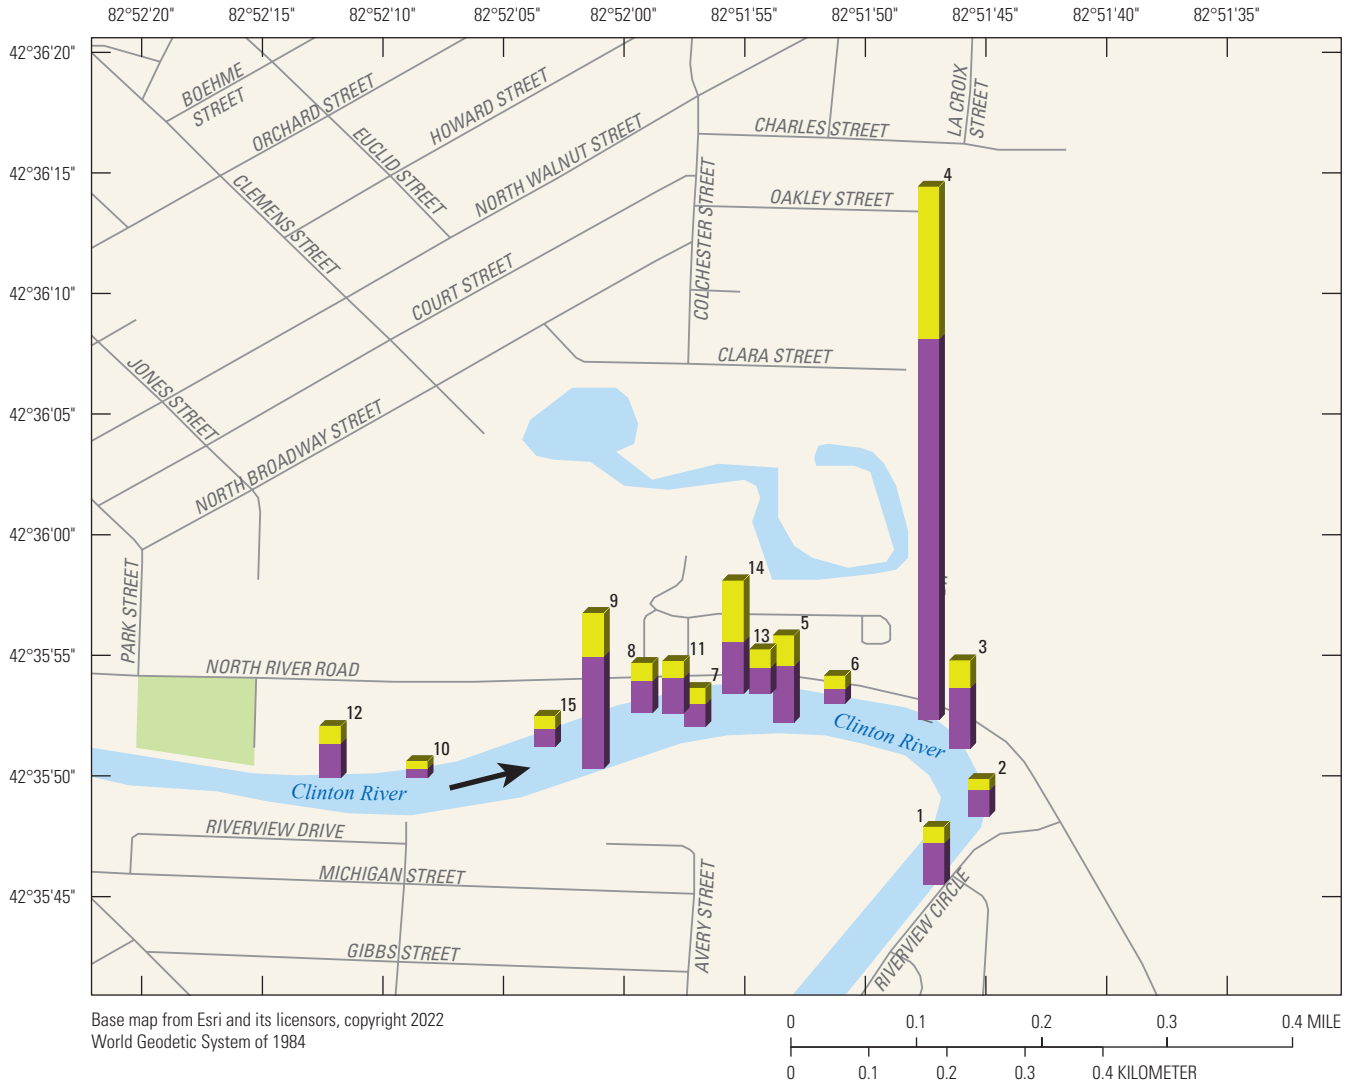 82°52'20" 82°52'15" 82°52'10" 82°52'05" 82°52'00" 82°51'55" 82°51'50" 82°51'45" 82°51'40" 82°51'35"
42°36'20"
42°36'15"
42°36'10"
42°36'05"
42°36'00"
42°35'55"
42°35'50"
42°35'45"
BOEHME
STREET
ORCHARD STREET
HOWARD STREET
EUCLID STREET
NORTH WALNUT STREET
CLEMENS STREET
COURT STREET
JONES STREET
NORTH BROADWAY STREET
CHARLES STREET
LA CROIX
STREET
OAKLEY STREET
COLCHESTER STREET
CLARA STREET
PARK STREET
NORTH RIVER ROAD
4
14
9
5
13
8
11
7
6
3
12
15
10
2
1
Clinton River
Clinton River
RIVERVIEW DRIVE
MICHIGAN STREET
GIBBS STREET
AVERY STREET
RIVERVIEW CIRCLE
Base map from Esri and its licensors, copyright 2022
World Geodetic System of 1984
0 0.1 0.2 0.3 0.4 MILE
0 0.1 0.2 0.3 0.4 KILOMETER